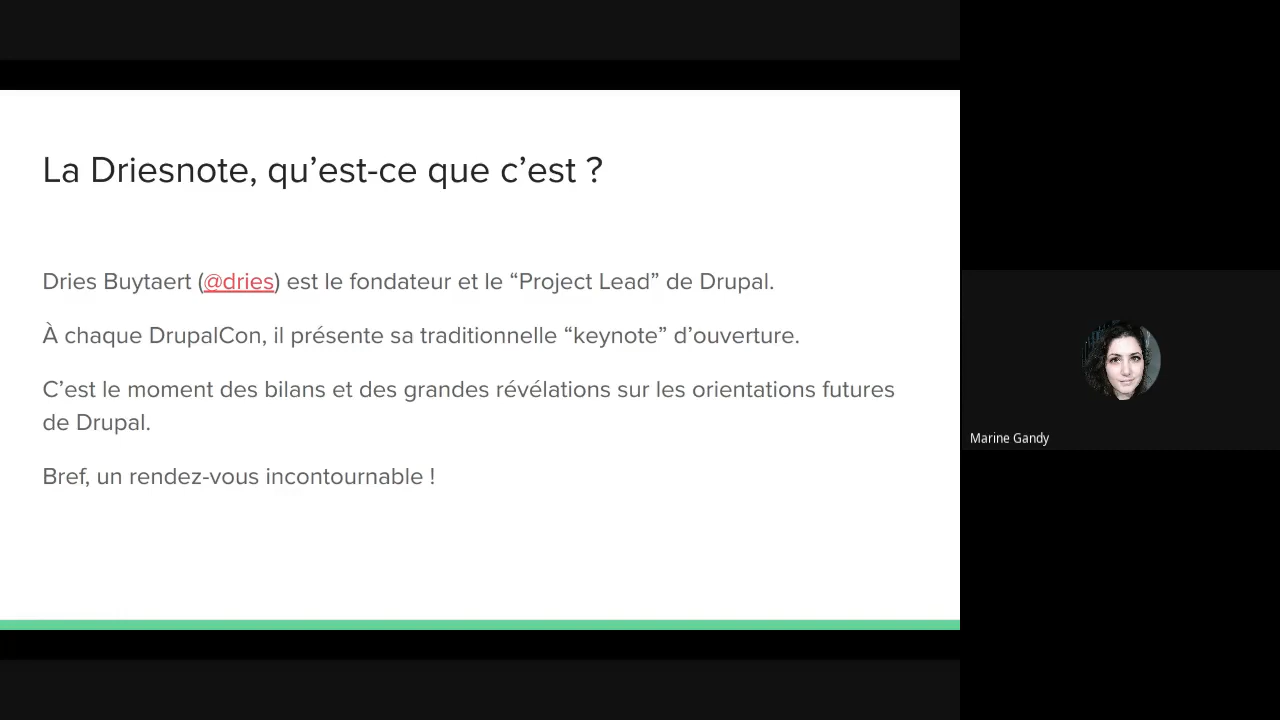 La Driesnote, qu’est-ce que c’est ?
Dries Buytaert (@dries) est le fondateur et le “Project Lead” de Drupal.
À chaque DrupalCon, il présente sa traditionnelle “keynote” d’ouverture.
C’est le moment des bilans et des grandes révélations sur les orientations futures
de Drupal.
Bref, un rendez-vous incontournable !
Marine Gandy